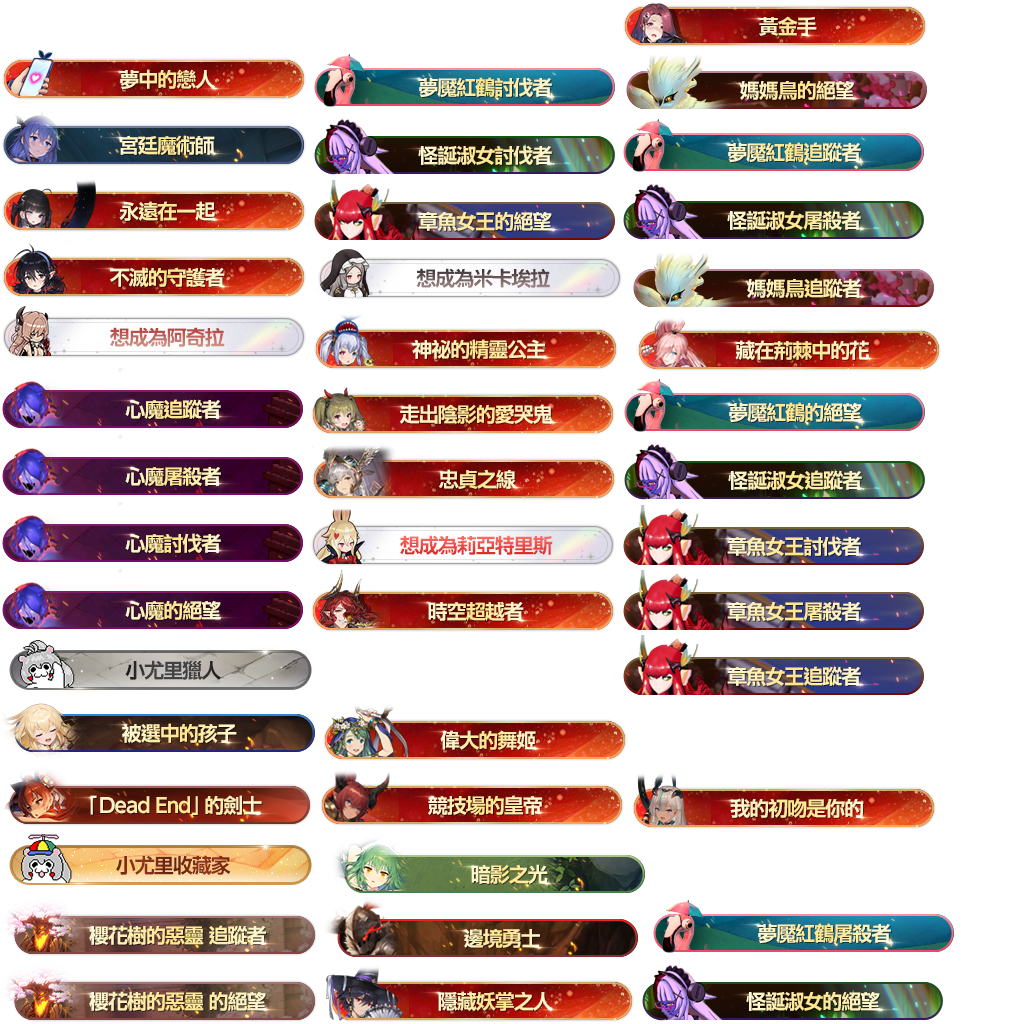 黃金手
夢中的戀人
夢魘紅鶴討伐者
媽媽鳥的絕望
宮廷魔術師
怪誕淑女討伐者
夢魘紅鶴追蹤者
永遠在一起
章魚女王的絕望
怪誕淑女屠殺者
不滅的守護者
想成為米卡埃拉
媽媽鳥追蹤者
想成為阿奇拉
神祕的精靈公主
藏在荊棘中的花
心魔追蹤者
走出陰影的愛哭鬼
夢魘紅鶴的絕望
心魔屠殺者
忠貞之線
怪誕淑女追蹤者
心魔討伐者
想成為莉亞特里斯
章魚女王討伐者
心魔的絕望
時空超越者
章魚女王屠殺者
小尤里獵人
章魚女王追蹤者
被選中的孩子
偉大的舞姬
「Dead End」的劍士
競技場的皇帝
我的初吻是你的
小尤里收藏家
暗影之光
櫻花樹的惡靈 追蹤者
邊境勇士
夢魘紅鶴屠殺者
櫻花樹的惡靈 的絕望
隱藏妖掌之人
怪誕淑女的絕望